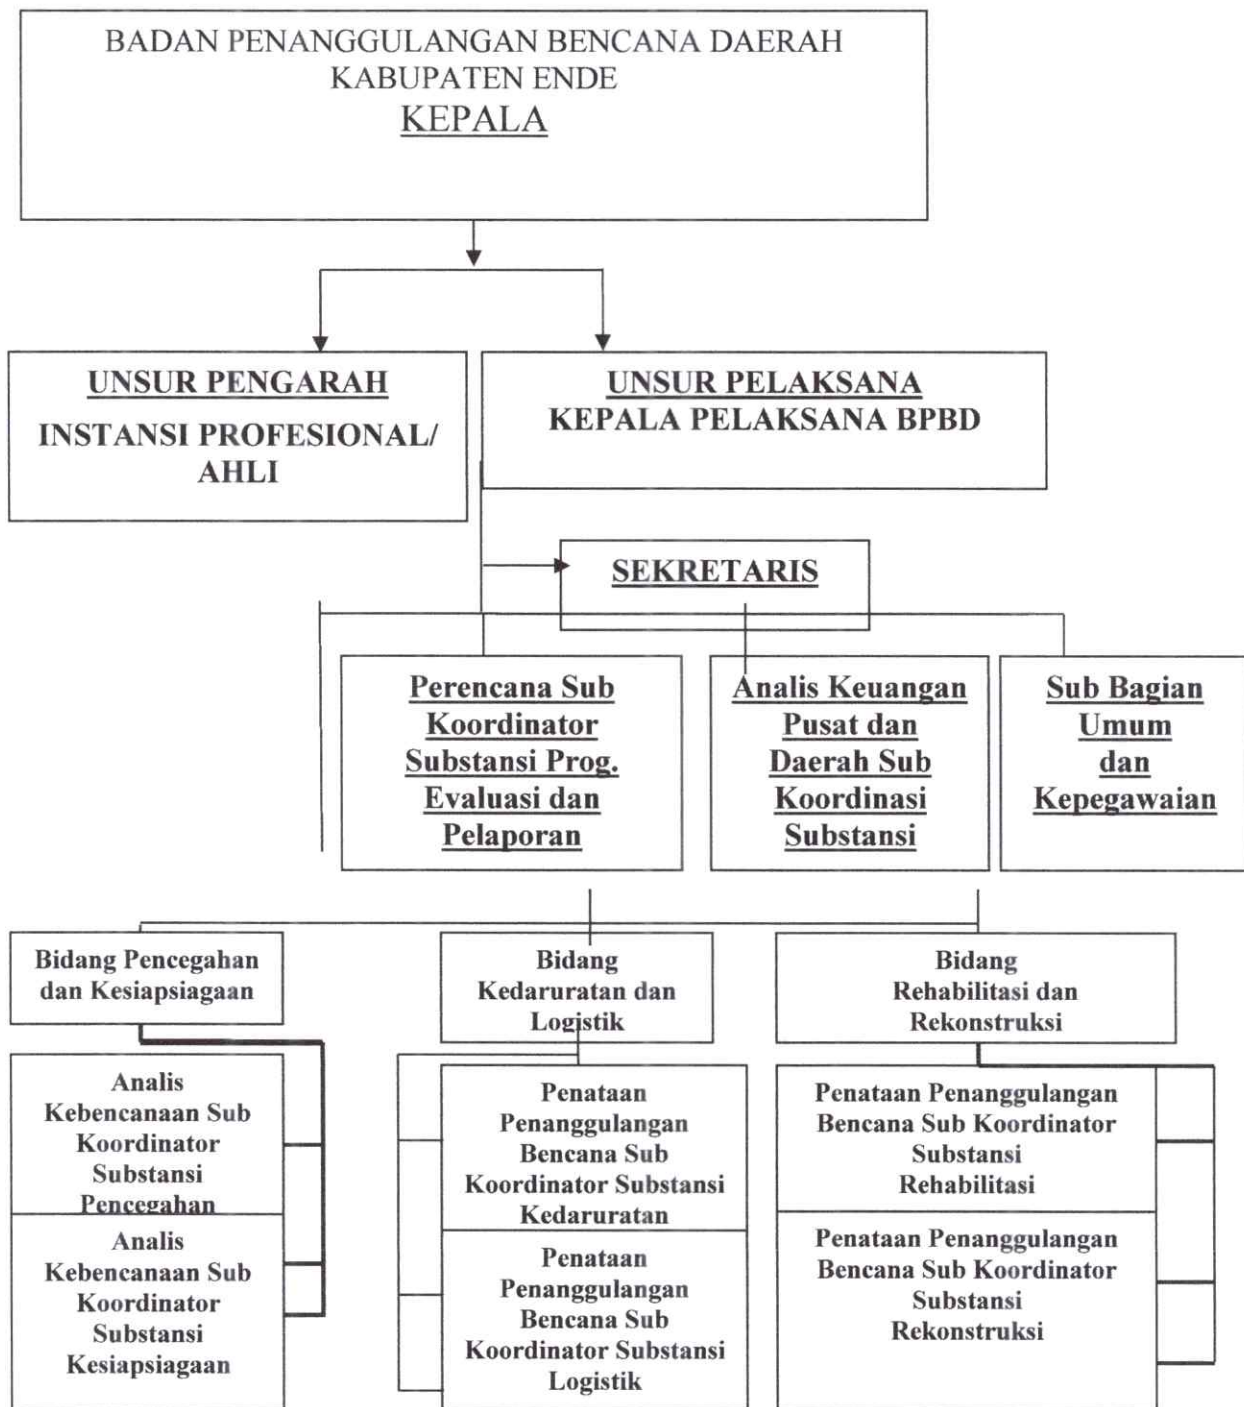 BADAN PENANGGULANGAN BENCANA DAERAH
KABUPATEN ENDE
KEPALA
UNSUR PENGARAH
INSTANSI PROFESIONAL/
AHLI
UNSUR PELAKSANA
KEPALA PELAKSANA BPBD
SEKRETARIS
Perencana Sub
Koordinator
Substansi Prog.
Evaluasi dan
Pelaporan
Analis Keuangan
Pusat dan
Daerah Sub
Koordinasi
Substansi
Sub Bagian
Umum
dan
Kepegawaian
Bidang Pencegahan
dan Kesiapsiagaan
Bidang
Kedaruratan dan
Logistik
Bidang
Rehabilitasi dan
Rekonstruksi
Analis
Kebencanaan Sub
Koordinator
Substansi
Pencegahan
Analis
Kebencanaan Sub
Koordinator
Substansi
Kesiapsiagaan
Penataan
Penanggulangan
Bencana Sub
Koordinator Substansi
Kedaruratan
Penataan
Penanggulangan
Bencana Sub
Koordinator Substansi
Logistik
Penataan Penanggulangan
Bencana Sub Koordinator
Substansi
Rehabilitasi
Penataan Penanggulangan
Bencana Sub Koordinator
Substansi
Rekonstruksi